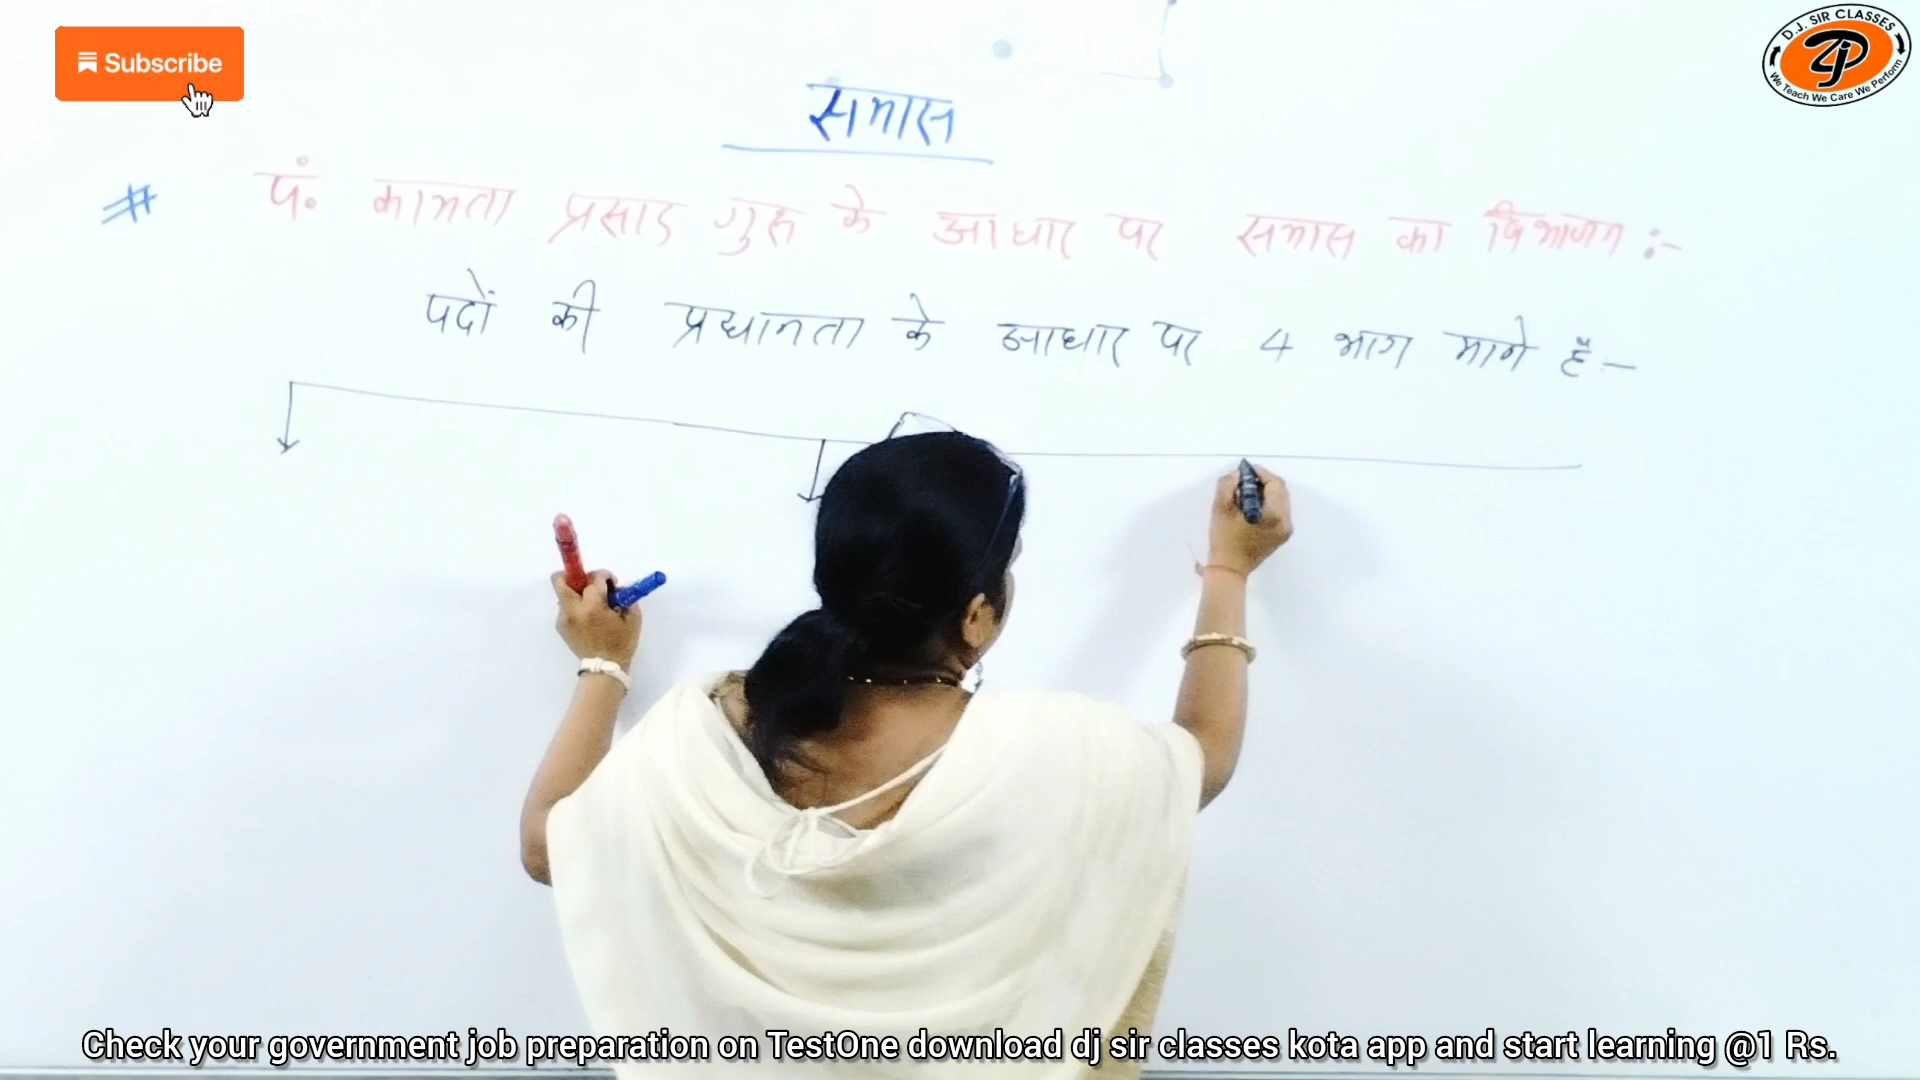 Subscribe
D.J. SIR CLASSES
We Teach We Care We Perform
समास
# पं० कामता प्रसाद गुरू के आधार पर समास का विभाजन :-
पदों की प्रधानता के आधार पर 4 भाग माने हैं :-
Check your government job preparation on TestOne download dj sir classes kota app and start learning @1 Rs.